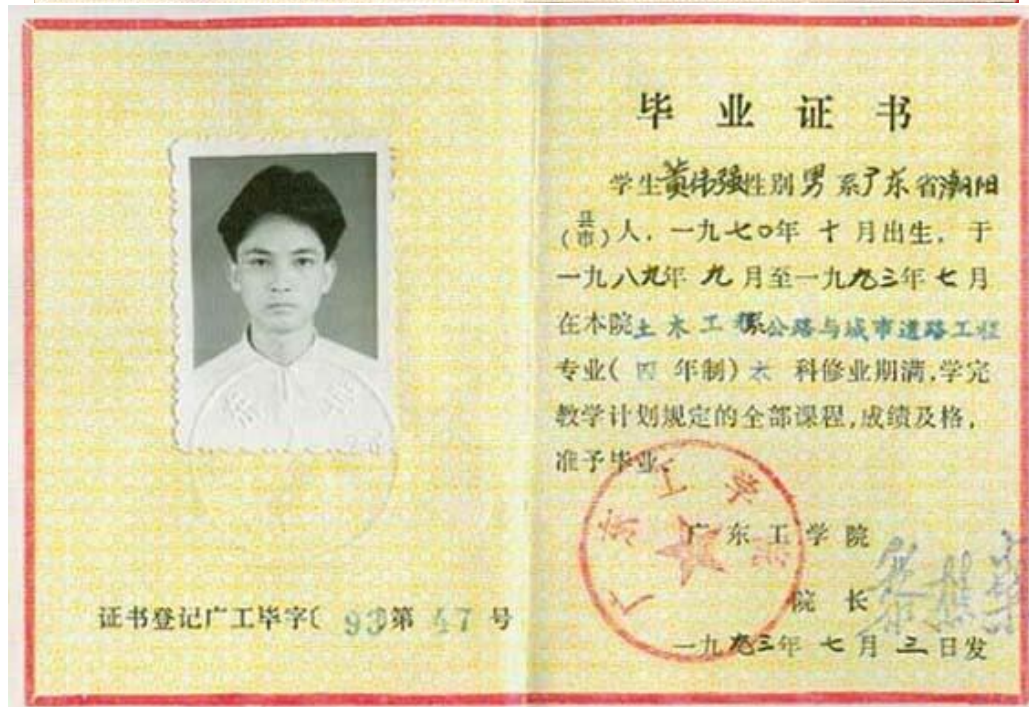 毕业证书
学生黄伟强性别男系广东省潮阳
(县市)人，一九七〇年十月出生，于
一九八九年九月至一九九三年七月
在本院土木工程系公路与城市道路工程
专业(四年制)本科修业期满,学完
教学计划规定的全部课程,成绩及格,
准予毕业。
广东工学院
广东工学院
院长
一九九三年七月三日发
证书登记广工毕字〔93〕第47号